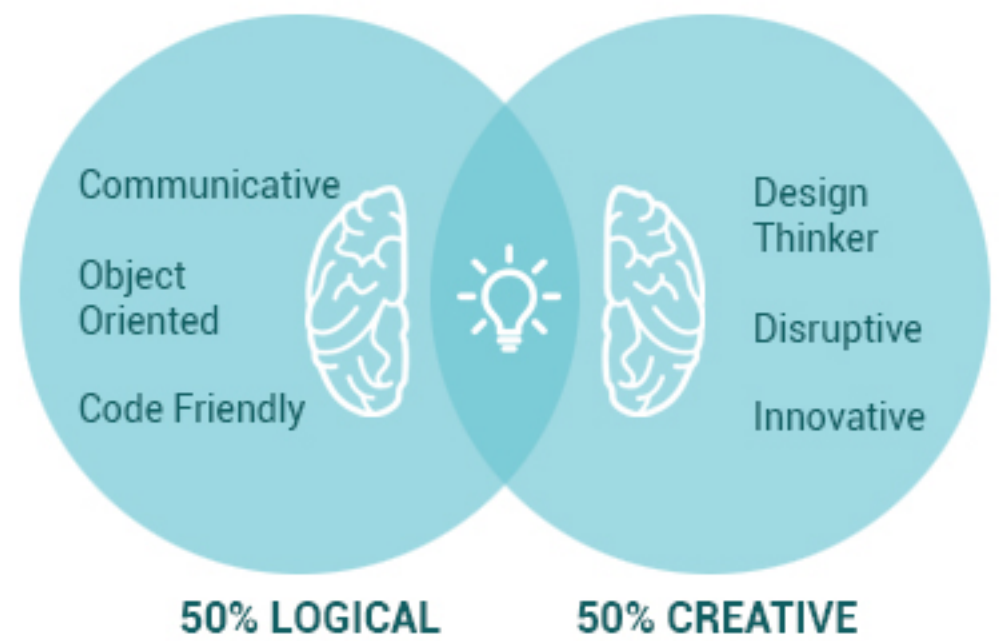 Communicative
Object
Oriented
Code Friendly
Design
Thinker
Disruptive
Innovative
50% LOGICAL
50% CREATIVE